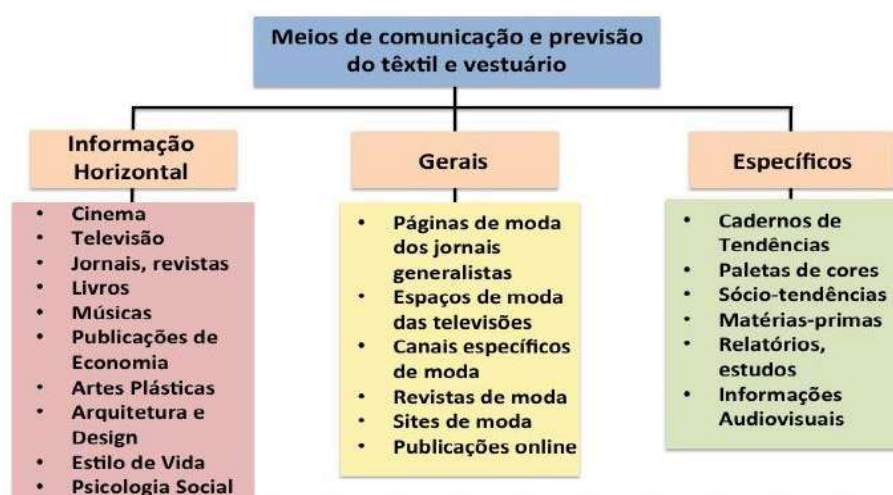 Meios de comunicação e previsão
do têxtil e vestuário
Informação
Horizontal
• Cinema
• Televisão
• Jornais, revistas
• Livros
• Músicas
• Publicações de
Economia
• Artes Plásticas
• Arquitetura e
Design
• Estilo de Vida
• Psicologia Social
Gerais
• Páginas de moda
dos jornais
generalistas
• Espaços de moda
das televisões
• Canais específicos
de moda
• Revistas de moda
• Sites de moda
• Publicações online
Específicos
• Cadernos de
Tendências
• Paletas de cores
• Sócio-tendências
• Matérias-primas
• Relatórios,
estudos
• Informações
Audiovisuais